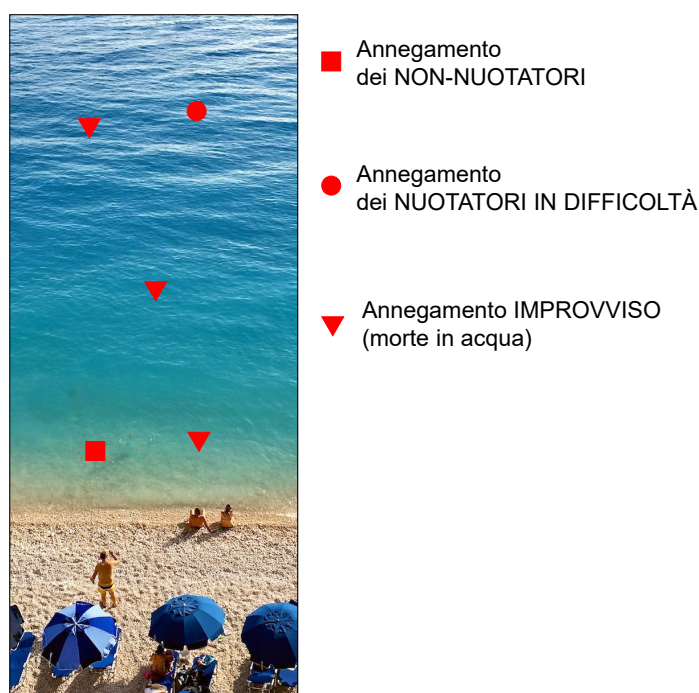 Annegamento
dei NON-NUOTATORI
Annegamento
dei NUOTATORI IN DIFFICOLTÀ
Annegamento IMPROVVISO
(morte in acqua)